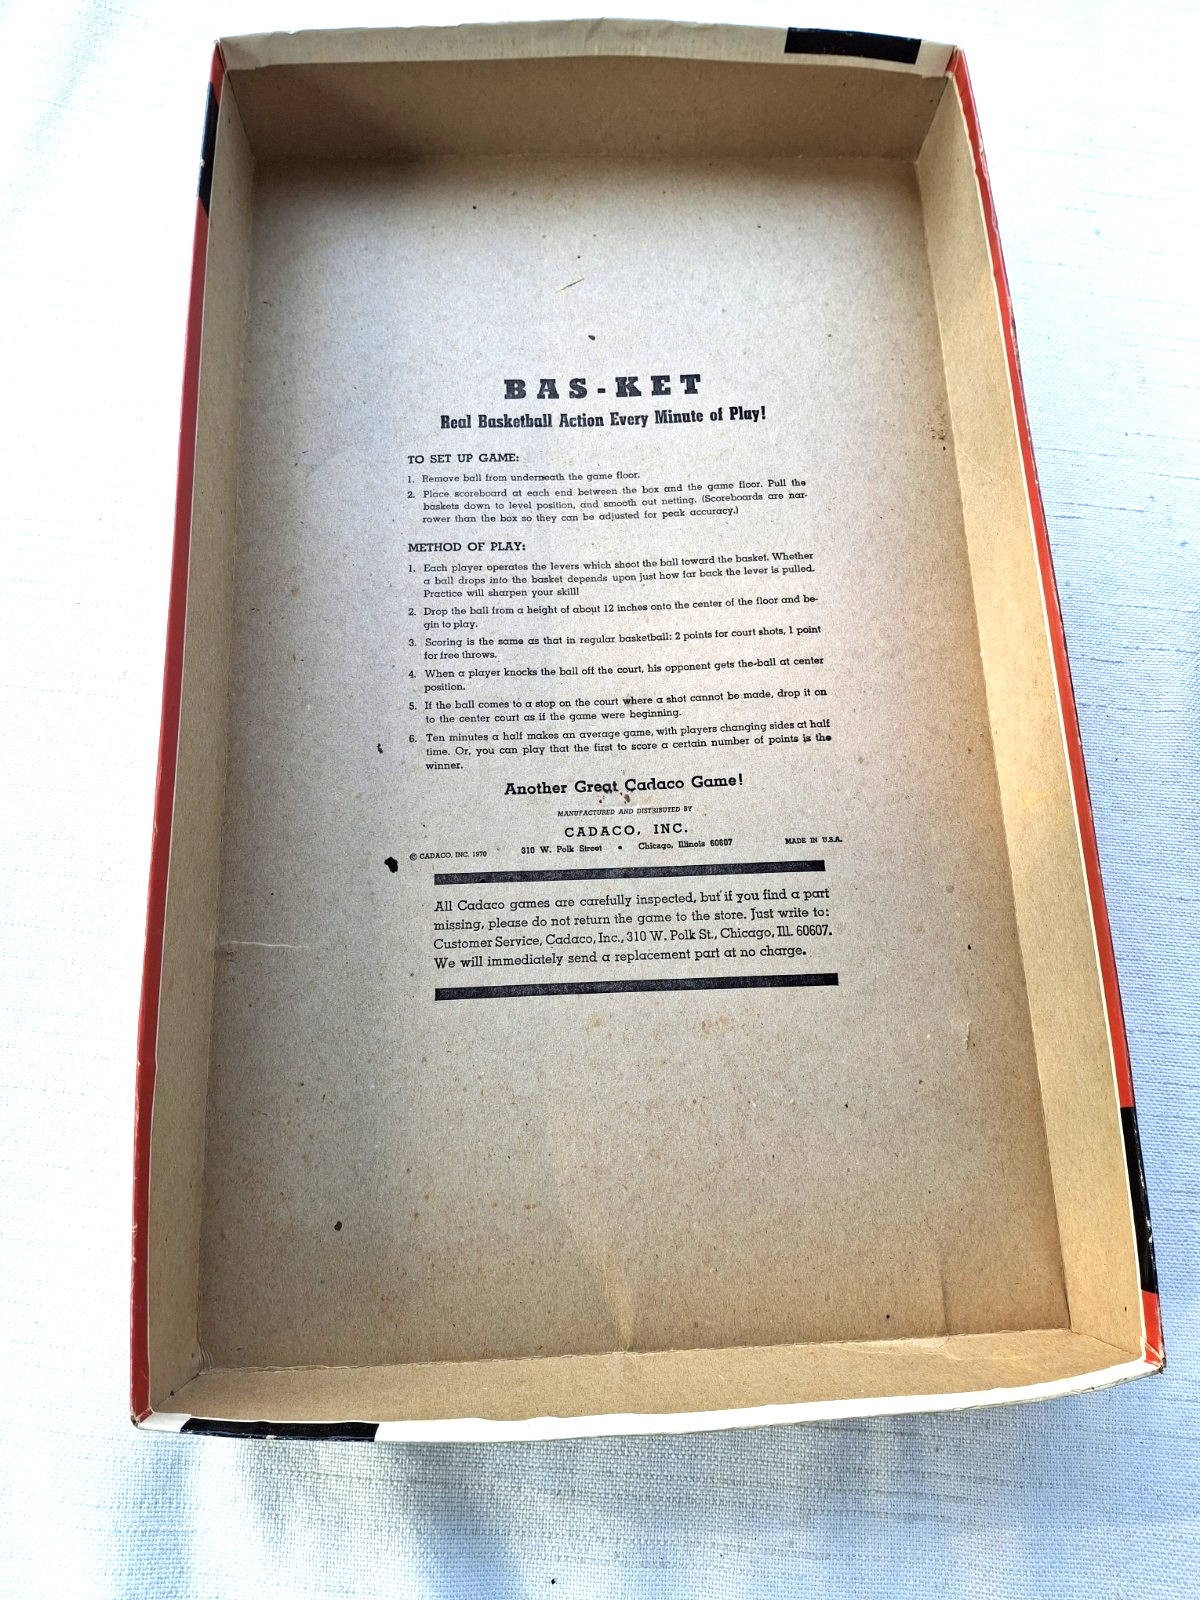 BAS-KET
Real Basketball Action Every Minute of Play!
TO SET UP GAME:
1. Remove ball from underneath the game floor.
2. Place scoreboard at each end between the box and the game floor. Pull the
baskets down to level position, and smooth out netting. (Scoreboards are nar-
rower than the box so they can be adjusted for peak accuracy.)
METHOD OF PLAY:
1. Each player operates the levers which shoot the ball toward the basket. Whether
a ball drops into the basket depends upon just how far back the lever is pulled.
Practice will sharpen your skill!
2. Drop the ball from a height of about 12 inches onto the center of the floor and be-
gin to play.
3. Scoring is the same as that in regular basketball: 2 points for court shots, 1 point
for free throws.
4. When a player knocks the ball off the court, his opponent gets the ball at center
position.
5. If the ball comes to a stop on the court where a shot cannot be made, drop it on
to the center court as if the game were beginning.
6. Ten minutes a half makes an average game, with players changing sides at half
time. Or, you can play that the first to score a certain number of points is the
winner.
Another Great Cadaco Game!
MANUFACTURED AND DISTRIBUTED BY
CADACO, INC.
© CADACO, INC. 1970 310 W. Polk Street • Chicago, Illinois 60607 MADE IN U.S.A.
All Cadaco games are carefully inspected, but if you find a part
missing, please do not return the game to the store. Just write to:
Customer Service, Cadaco, Inc., 310 W. Polk St., Chicago, Ill. 60607.
We will immediately send a replacement part at no charge.